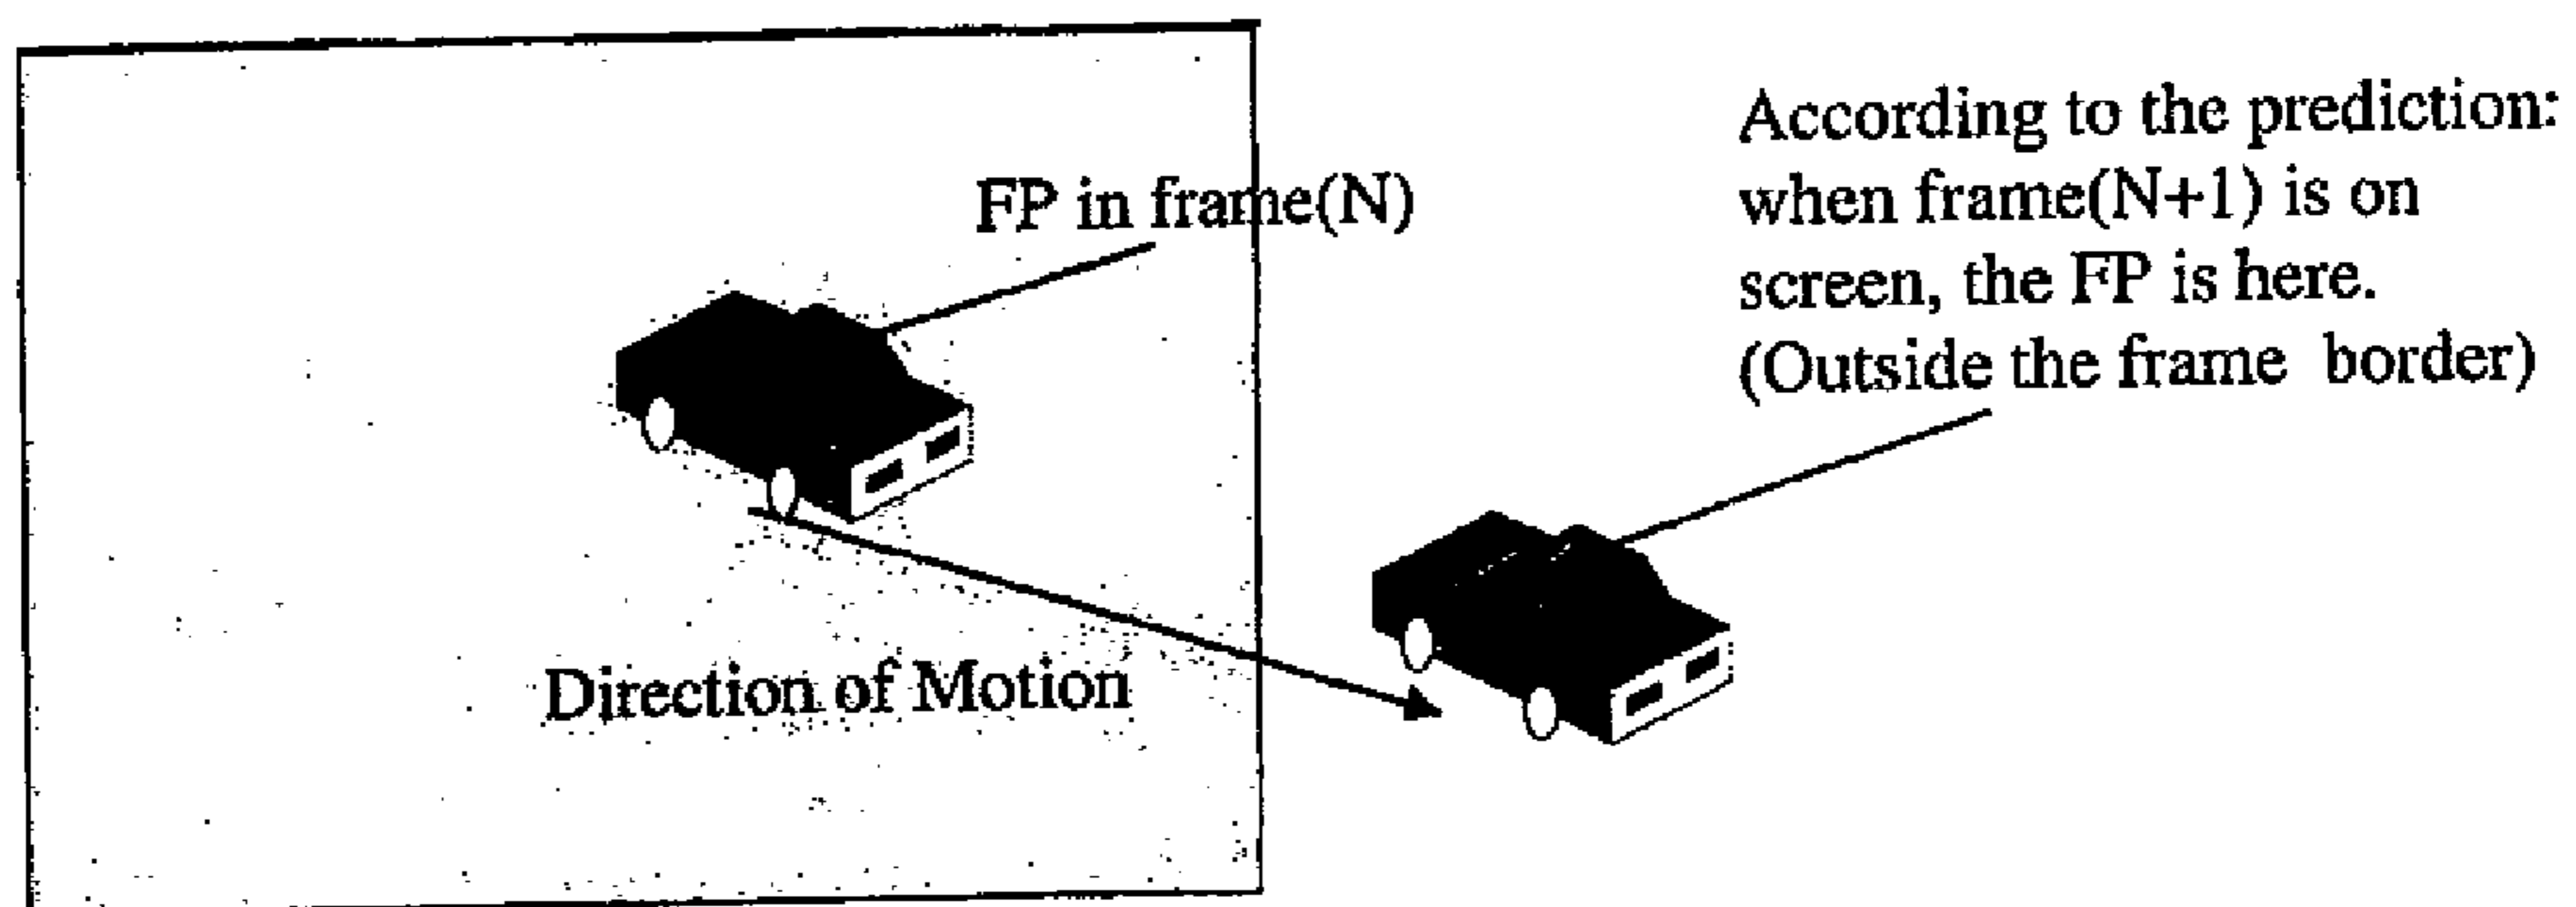 FP in frame(N)
According to the prediction:
when frame(N+1) is on
screen, the FP is here.
(Outside the frame border)
Direction of Motion